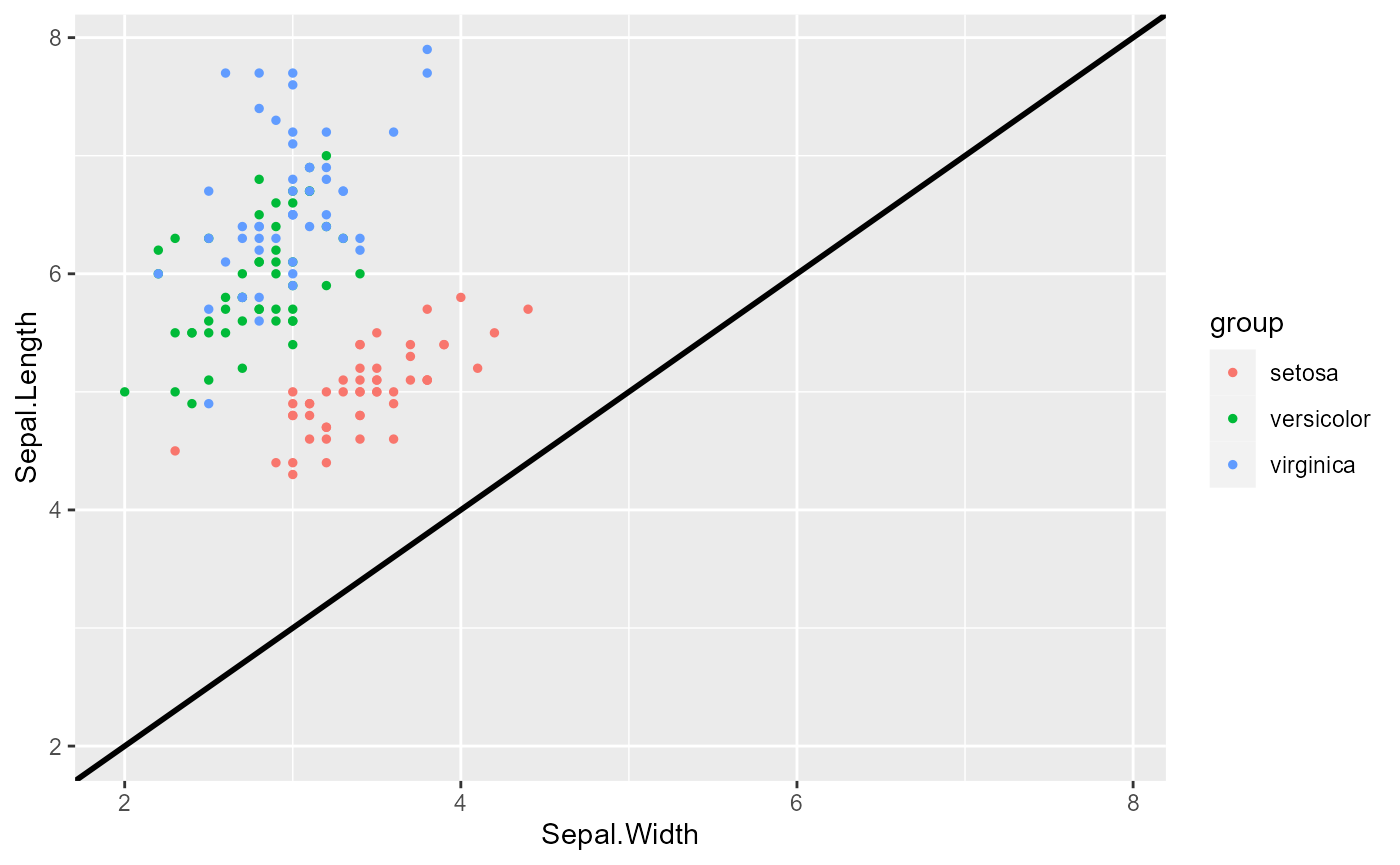 8
6
4
2
Sepal.Length
2 4 6 8
Sepal.Width
group
setosa
versicolor
virginica